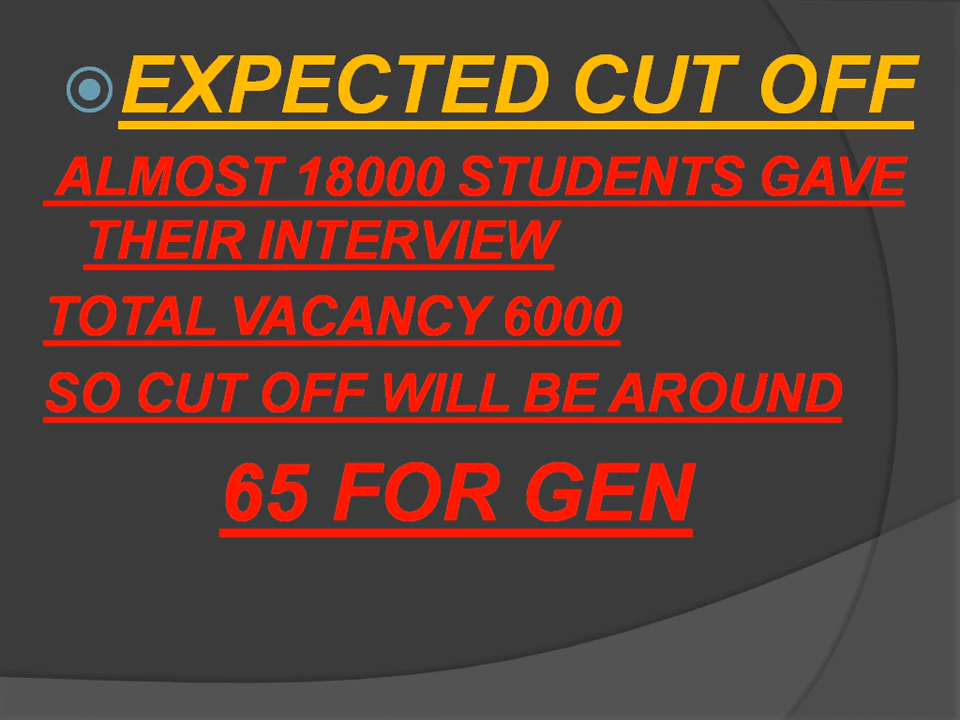 EXPECTED CUT OFF
ALMOST 18000 STUDENTS GAVE
THEIR INTERVIEW
TOTAL VACANCY 6000
SO CUT OFF WILL BE AROUND
65 FOR GEN